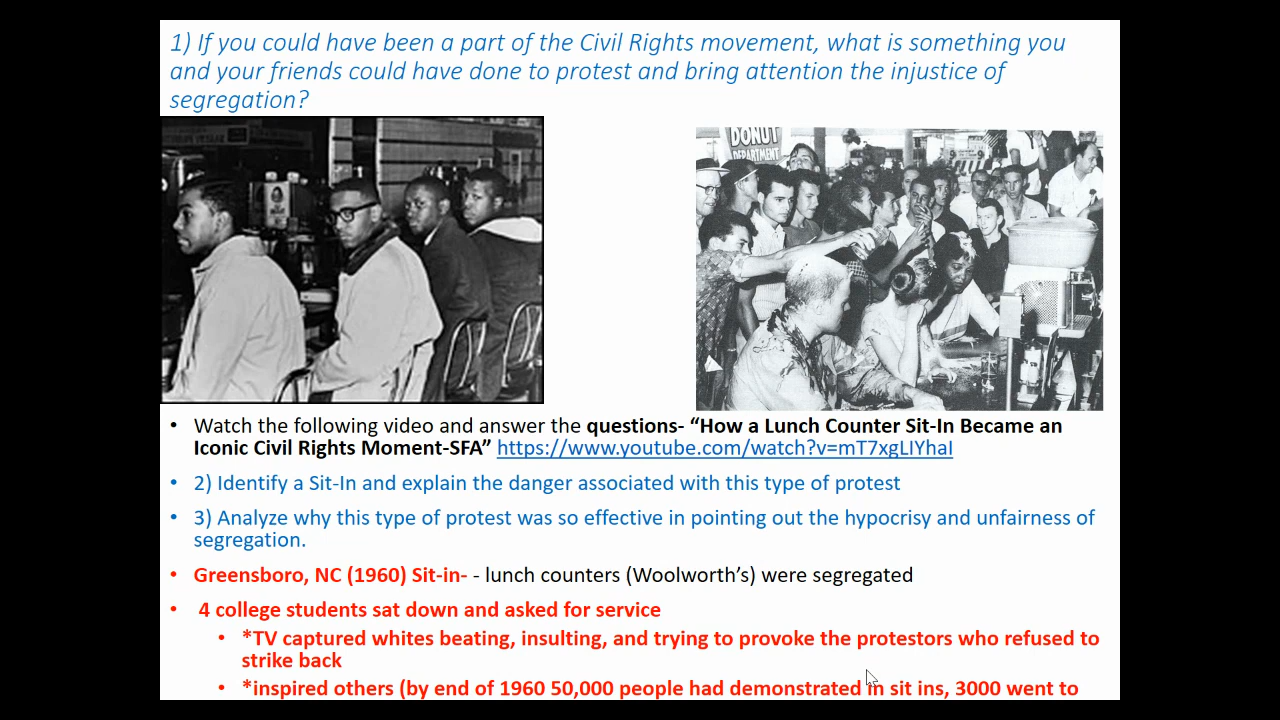 1) If you could have been a part of the Civil Rights movement, what is something you
and your friends could have done to protest and bring attention the injustice of
segregation?
DONUT
DEPARTMENT
• Watch the following video and answer the questions- “How a Lunch Counter Sit-In Became an
Iconic Civil Rights Moment-SFA” https://www.youtube.com/watch?v=mT7xgLIYhaI
• 2) Identify a Sit-In and explain the danger associated with this type of protest
• 3) Analyze why this type of protest was so effective in pointing out the hypocrisy and unfairness of
segregation.
• Greensboro, NC (1960) Sit-in- - lunch counters (Woolworth’s) were segregated
• 4 college students sat down and asked for service
• *TV captured whites beating, insulting, and trying to provoke the protestors who refused to
strike back
• *inspired others (by end of 1960 50,000 people had demonstrated in sit ins, 3000 went to